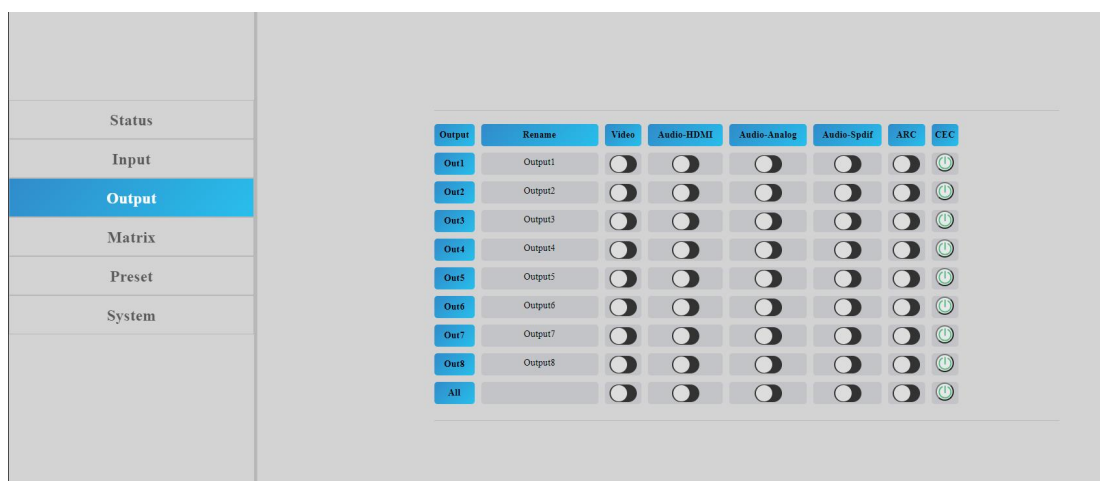 Status
Input
Output
Matrix
Preset
System
Output Rename Video Audio-HDMI Audio-Analog Audio-Spdif ARC CEC
Out1 Output1
Out2 Output2
Out3 Output3
Out4 Output4
Out5 Output5
Out6 Output6
Out7 Output7
Out8 Output8
All